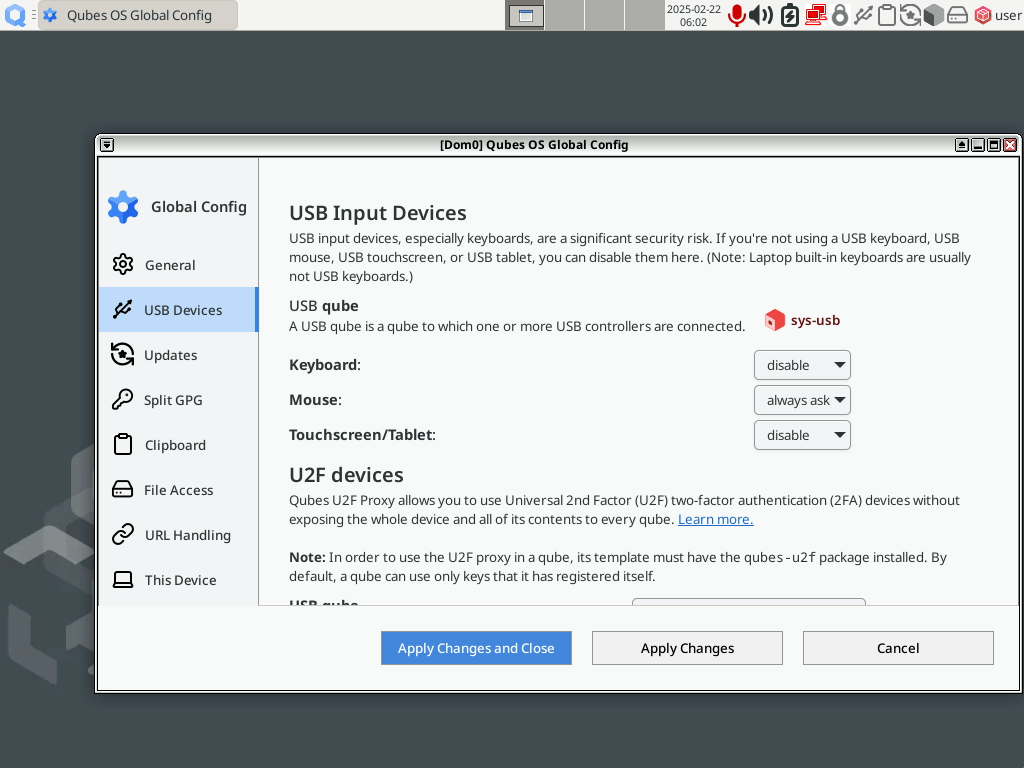 Qubes OS Global Config
2025-02-22
06:02
user
[Dom0] Qubes OS Global Config
Global Config
General
USB Devices
Updates
Split GPG
Clipboard
File Access
URL Handling
This Device
USB Input Devices
USB input devices, especially keyboards, are a significant security risk. If you're not using a USB keyboard, USB
mouse, USB touchscreen, or USB tablet, you can disable them here. (Note: Laptop built-in keyboards are usually
not USB keyboards.)
USB qube
A USB qube is a qube to which one or more USB controllers are connected.
sys-usb
Keyboard:
disable
Mouse:
always ask
Touchscreen/Tablet:
disable
U2F devices
Qubes U2F Proxy allows you to use Universal 2nd Factor (U2F) two-factor authentication (2FA) devices without
exposing the whole device and all of its contents to every qube. Learn more.
Note: In order to use the U2F proxy in a qube, its template must have the qubes-u2f package installed. By
default, a qube can use only keys that it has registered itself.
USB qube
Apply Changes and Close
Apply Changes
Cancel